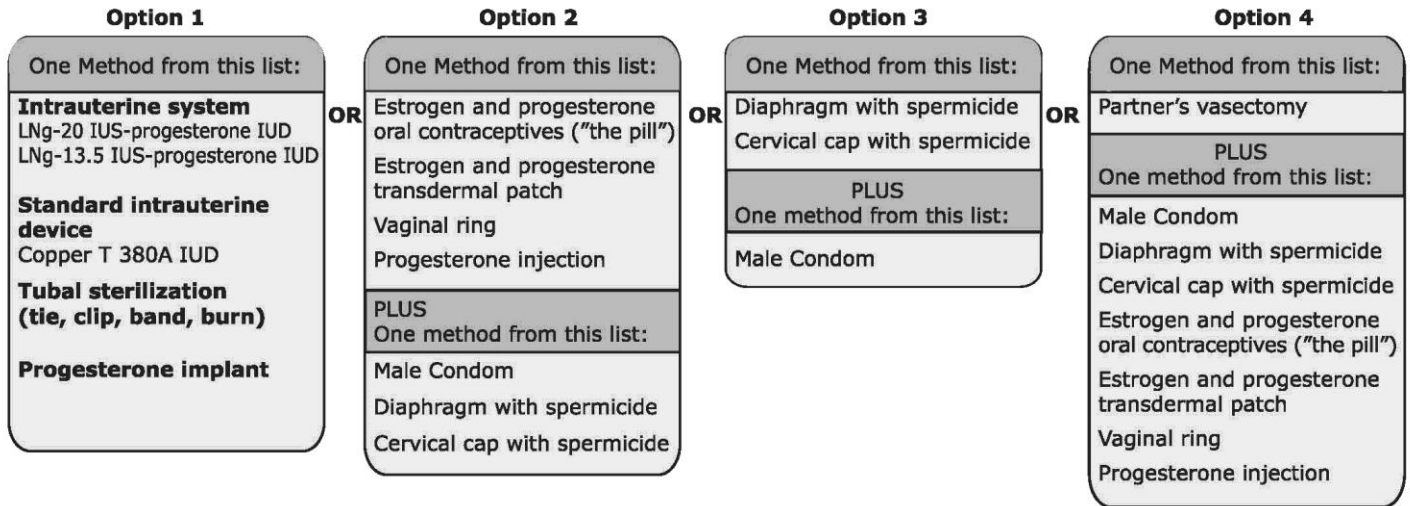 Option 1
One Method from this list:
Intrauterine system
LNg-20 IUS-progesterone IUD
LNg-13.5 IUS-progesterone IUD
Standard intrauterine
device
Copper T 380A IUD
Tubal sterilization
(tie, clip, band, burn)
Progesterone implant
OR
Option 2
One Method from this list:
Estrogen and progesterone
oral contraceptives ("the pill")
Estrogen and progesterone
transdermal patch
Vaginal ring
Progesterone injection
PLUS
One method from this list:
Male Condom
Diaphragm with spermicide
Cervical cap with spermicide
OR
Option 3
One Method from this list:
Diaphragm with spermicide
Cervical cap with spermicide
PLUS
One method from this list:
Male Condom
OR
Option 4
One Method from this list:
Partner's vasectomy
PLUS
One method from this list:
Male Condom
Diaphragm with spermicide
Cervical cap with spermicide
Estrogen and progesterone
oral contraceptives ("the pill")
Estrogen and progesterone
transdermal patch
Vaginal ring
Progesterone injection